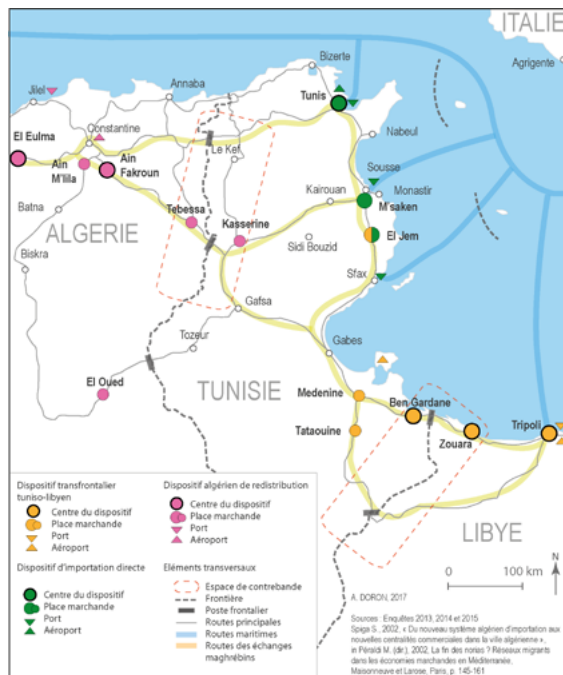 ITALIE
Agrigente
Bizerte
Jilel
Annaba
Tunis
Constantine
El Eulma
Nabeul
Le Kef
Ain
M'lila
Ain
Fakroun
Sousse
Kairouan
Monastir
Batna
M'saken
Tebessa
Kasserine
El Jem
ALGERIE
Sidi Bouzid
Biskra
Sfax
Gafsa
Tozeur
Gabes
El Oued
TUNISIE
Medenine
Ben Gardane
Tripoli
Tataouine
Zouara
LIBYE
Dispositif transfrontalier
tuniso-libyen
Centre du dispositif
Place marchande
Port
Aéroport
Dispositif d'importation directe
Centre du dispositif
Place marchande
Port
Aéroport
Dispositif algérien de redistribution
Centre du dispositif
Place marchande
Port
Aéroport
Eléments transversaux
Espace de contrebande
Frontière
Poste frontalier
Routes principales
Routes maritimes
Routes des échanges
maghrébins
N
0 100 km
A. DORON, 2017
Sources : Enquêtes 2013, 2014 et 2015
Spiga S., 2002, « Du nouveau système algérien d'importation aux
nouvelles centralités commerciales dans la ville algérienne »,
in Péraldi M. (dir.), 2002, La fin des norias ? Réseaux migrants
dans les économies marchandes en Méditerranée,
Maisonneuve et Larose, Paris, p. 145-161